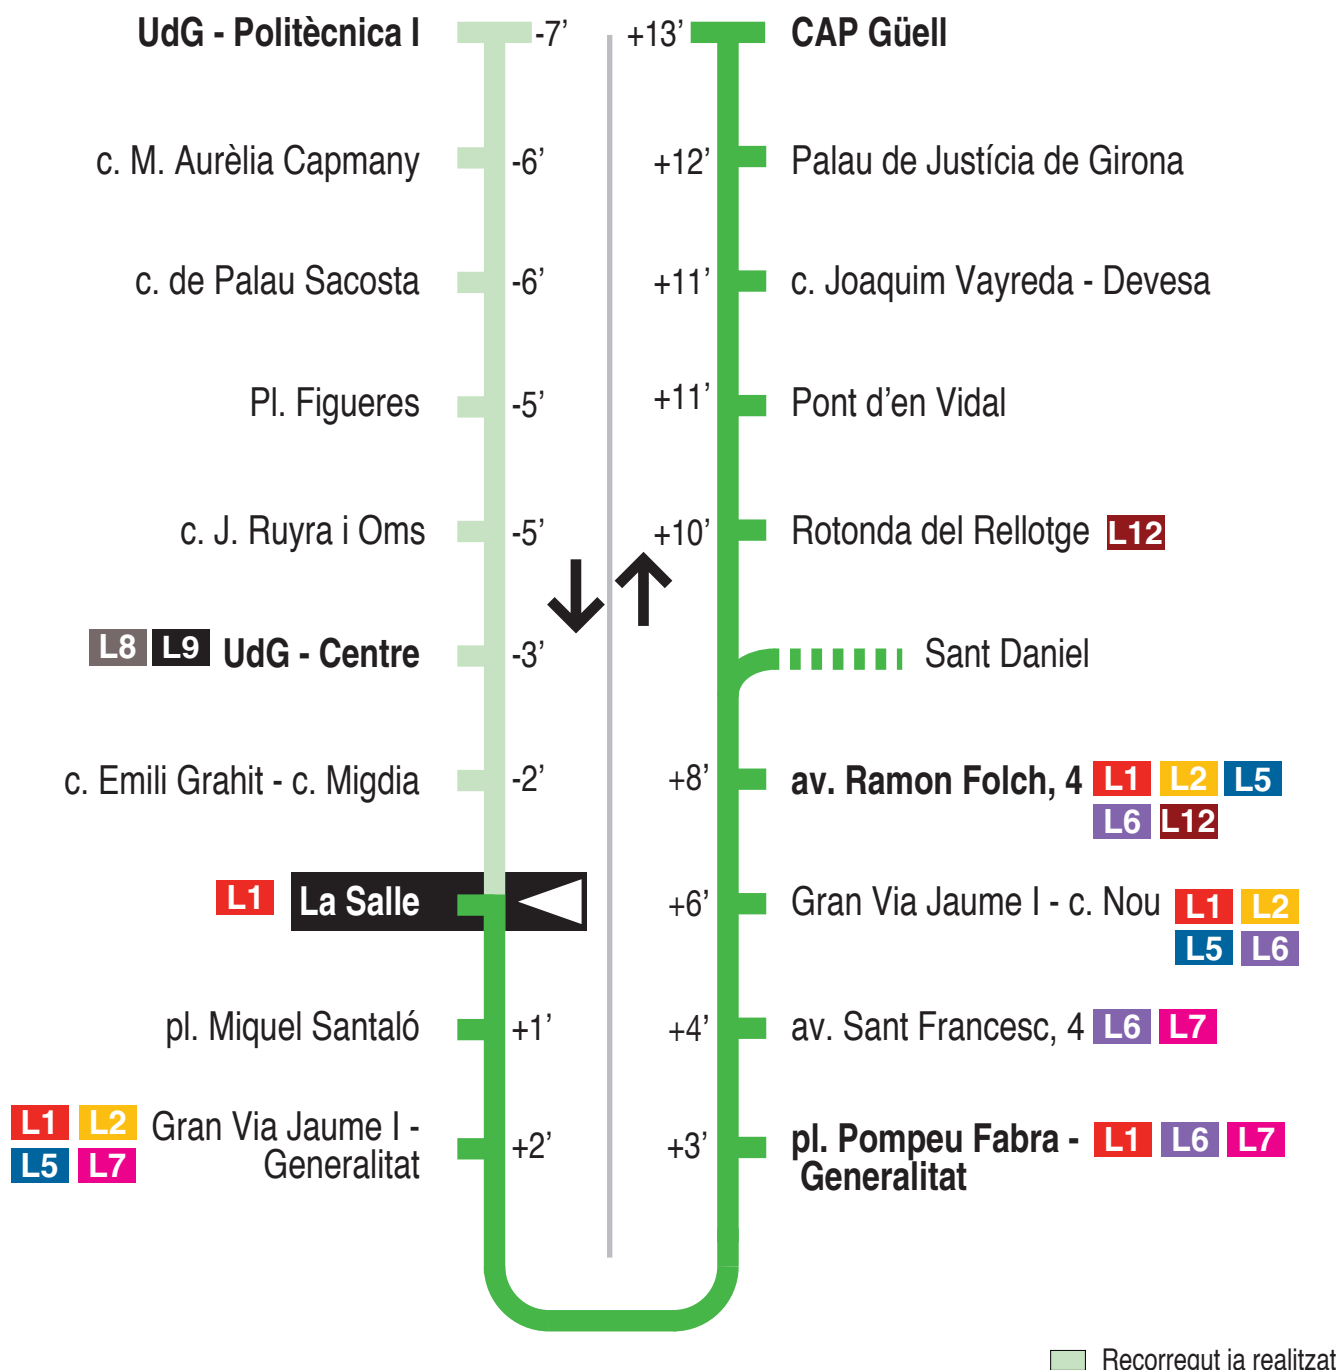 UdG - Politècnica I -7’
c. M. Aurèlia Capmany -6’
c. de Palau Sacosta -6’
Pl. Figueres -5’
c. J. Ruyra i Oms -5’
L8 L9 UdG - Centre -3’
c. Emili Grahit - c. Migdia -2’
L1 La Salle
pl. Miquel Santaló +1’
L1 L2 Gran Via Jaume I - +2’
L5 L7 Generalitat
+13’ CAP Güell
+12’ Palau de Justícia de Girona
+11’ c. Joaquim Vayreda - Devesa
+11’ Pont d’en Vidal
+10’ Rotonda del Rellotge L12
Sant Daniel
+8’ av. Ramon Folch, 4 L1 L2 L5
L6 L12
+6’ Gran Via Jaume I - c. Nou L1 L2
L5 L6
+4’ av. Sant Francesc, 4 L6 L7
+3’ pl. Pompeu Fabra - L1 L6 L7
Generalitat
Recorregut ja realitzat